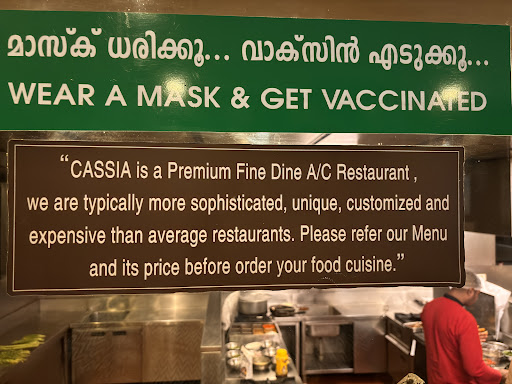 മാസ്ക് ധരിക്കൂ... വാക്സിൻ എടുക്കൂ...
WEAR A MASK & GET VACCINATED
“CASSIA is a Premium Fine Dine A/C Restaurant ,
we are typically more sophisticated, unique, customized and
expensive than average restaurants. Please refer our Menu
and its price before order your food cuisine.”